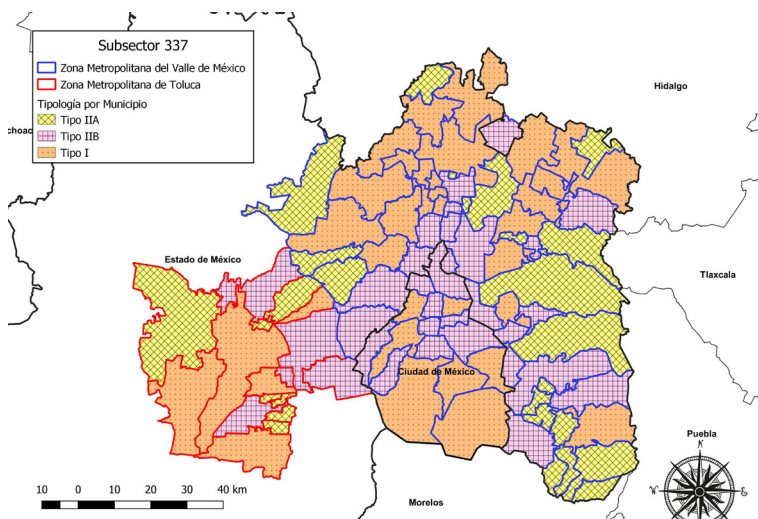 Subsector 337
Zona Metropolitana del Valle de México
Zona Metropolitana de Toluca
Tipología por Municipio
Tipo IIA
Tipo IIB
Tipo I
choac
Hidalgo
Estado de México
Tlaxcala
Ciudad de México
Puebla
Morelos
10 0 10 20 30 40 km
N
W E
S